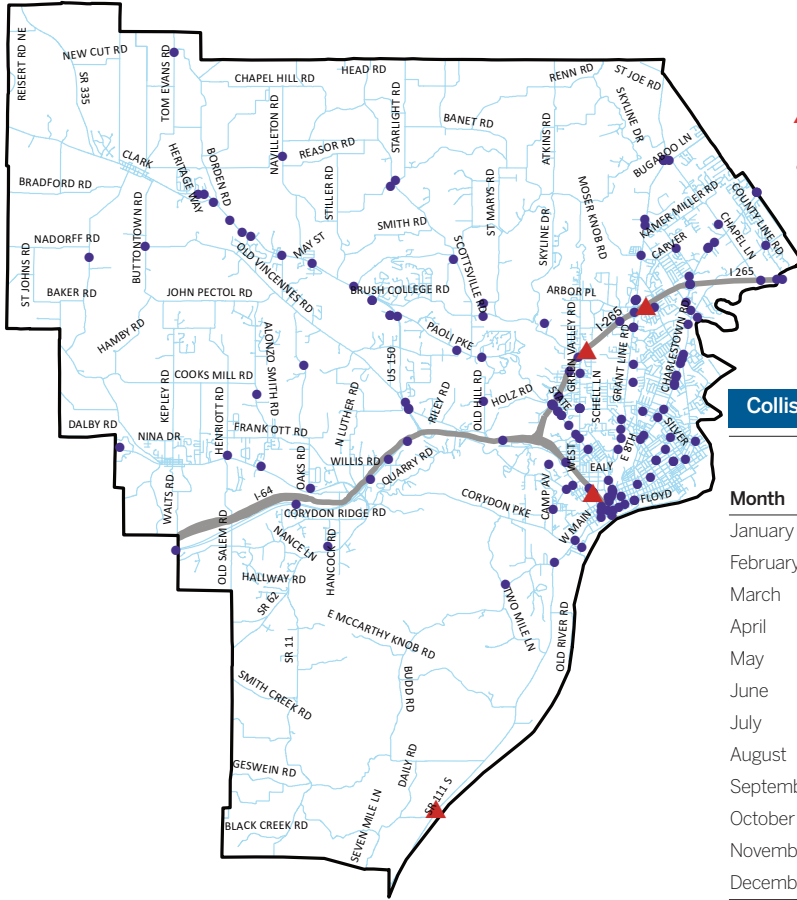 REISERT RD NE
NEW CUT RD
SR 335
TOM EVANS RD
CHAPEL HILL RD
HEAD RD
RENN RD
ST JOE RD
SKYLINE DR
NAVILLETON RD
STARLIGHT RD
BANET RD
ATKINS RD
REASOR RD
BUGABOO LN
CLARK
HERITAGE WAY
BORDEN RD
BRADFORD RD
STILLER RD
ST MARYS RD
MOSER KNOB RD
KAMER MILLER RD
COUNTY LINE RD
CHAPEL LN
BUTTONTOWN RD
SMITH RD
SKYLINE DR
NADORFF RD
MAY ST
SCOTTSVILLE RD
CARVER
ST JOHNS RD
OLD VINCENNES RD
I 265
BAKER RD
JOHN PECTOL RD
BRUSH COLLEGE RD
ARBOR PL
HAMBY RD
ALONZO SMITH RD
PAOLI PKE
I-265
GREEN VALLEY RD
GRANT LINE RD
CHARLESTOWN RD
COOKS MILL RD
US 150
KEPLEY RD
HENRIOTT RD
N LUTHER RD
RILEY RD
OLD HILL RD
HOLZ RD
STATE
SCHELL LN
Collis
DALBY RD
NINA DR
FRANK OTT RD
SILVER
E 8TH
WEST
OAKS RD
WILLIS RD
QUARRY RD
EALY
WALTS RD
I-64
CORYDON PKE
CAMP AV
FLOYD
Month
OLD SALEM RD
CORYDON RIDGE RD
W MAIN
January
NANCE LN
HANCOCK RD
February
HALLWAY RD
TWO MILE LN
March
SR 62
E MCCARTHY KNOB RD
OLD RIVER RD
April
SR 11
May
SMITH CREEK RD
BUDD RD
June
July
GESWEIN RD
DAILY RD
August
SR 111 S
Septemb
BLACK CREEK RD
SEVEN MILE LN
October
Novemb
Decemb